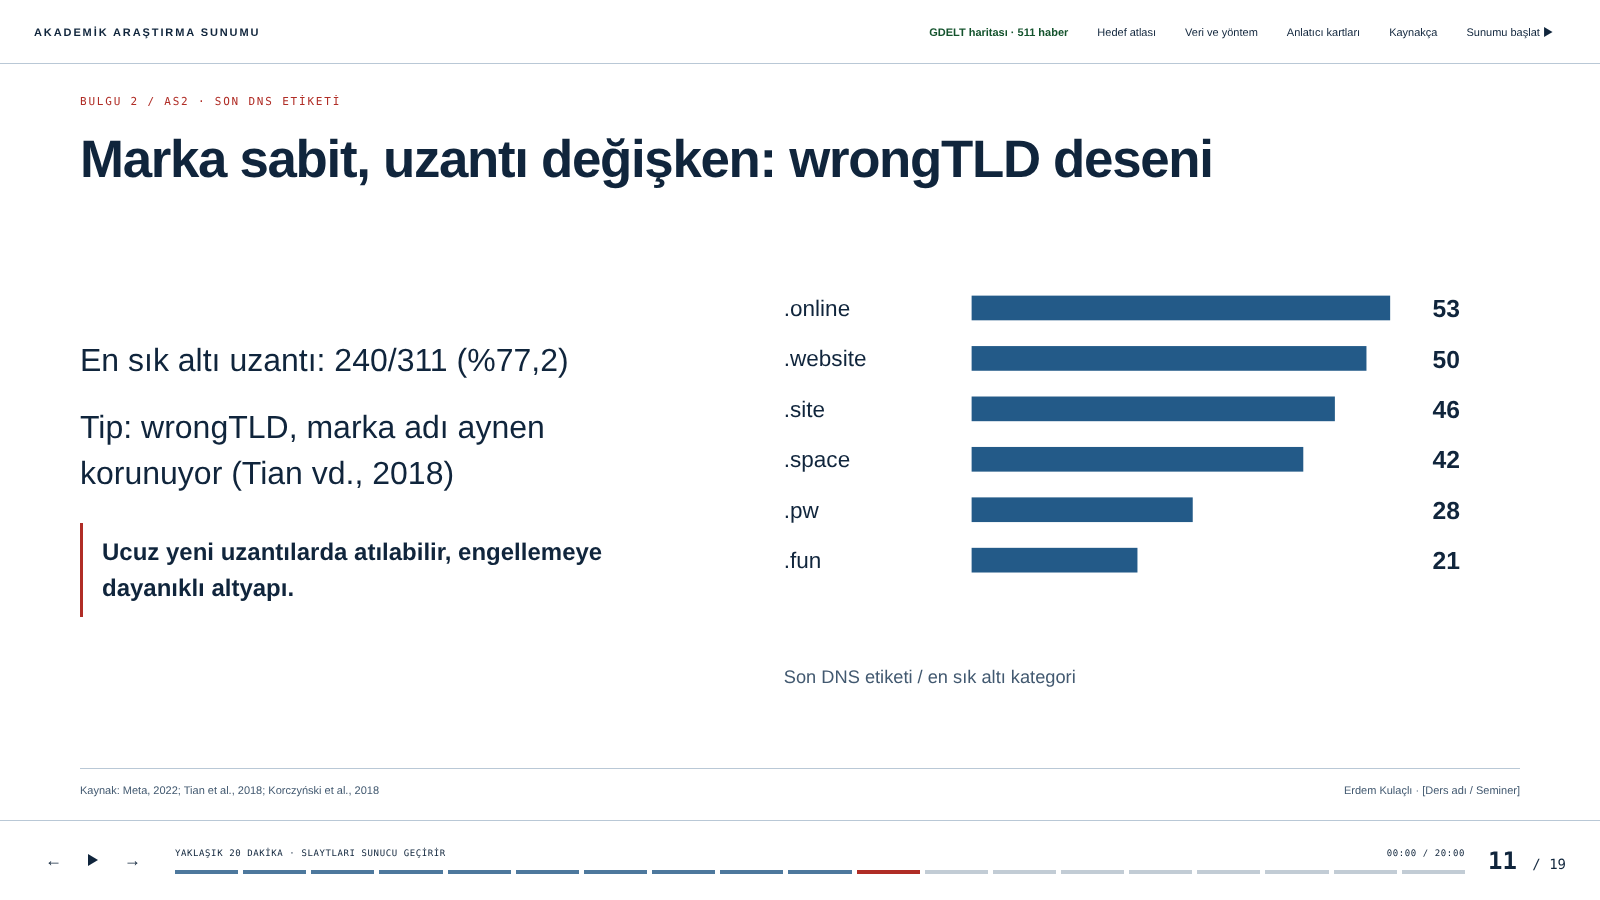 AKADEMİK ARAŞTIRMA SUNUMU
GDELT haritası · 511 haber
Hedef atlası
Veri ve yöntem
Anlatıcı kartları
Kaynakça
Sunumu başlat ▶
BULGU 2 / AS2 · SON DNS ETİKETİ
Marka sabit, uzantı değişken: wrongTLD deseni
En sık altı uzantı: 240/311 (%77,2)
Tip: wrongTLD, marka adı aynen
korunuyor (Tian vd., 2018)
Ucuz yeni uzantılarda atılabilir, engellemeye
dayanıklı altyapı.
.online 53
.website 50
.site 46
.space 42
.pw 28
.fun 21
Son DNS etiketi / en sık altı kategori
Kaynak: Meta, 2022; Tian et al., 2018; Korczyński et al., 2018
Erdem Kulaçlı · [Ders adı / Seminer]
← ▶ →
YAKLAŞIK 20 DAKİKA · SLAYTLARI SUNUCU GEÇİRİR
00:00 / 20:00
11 / 19